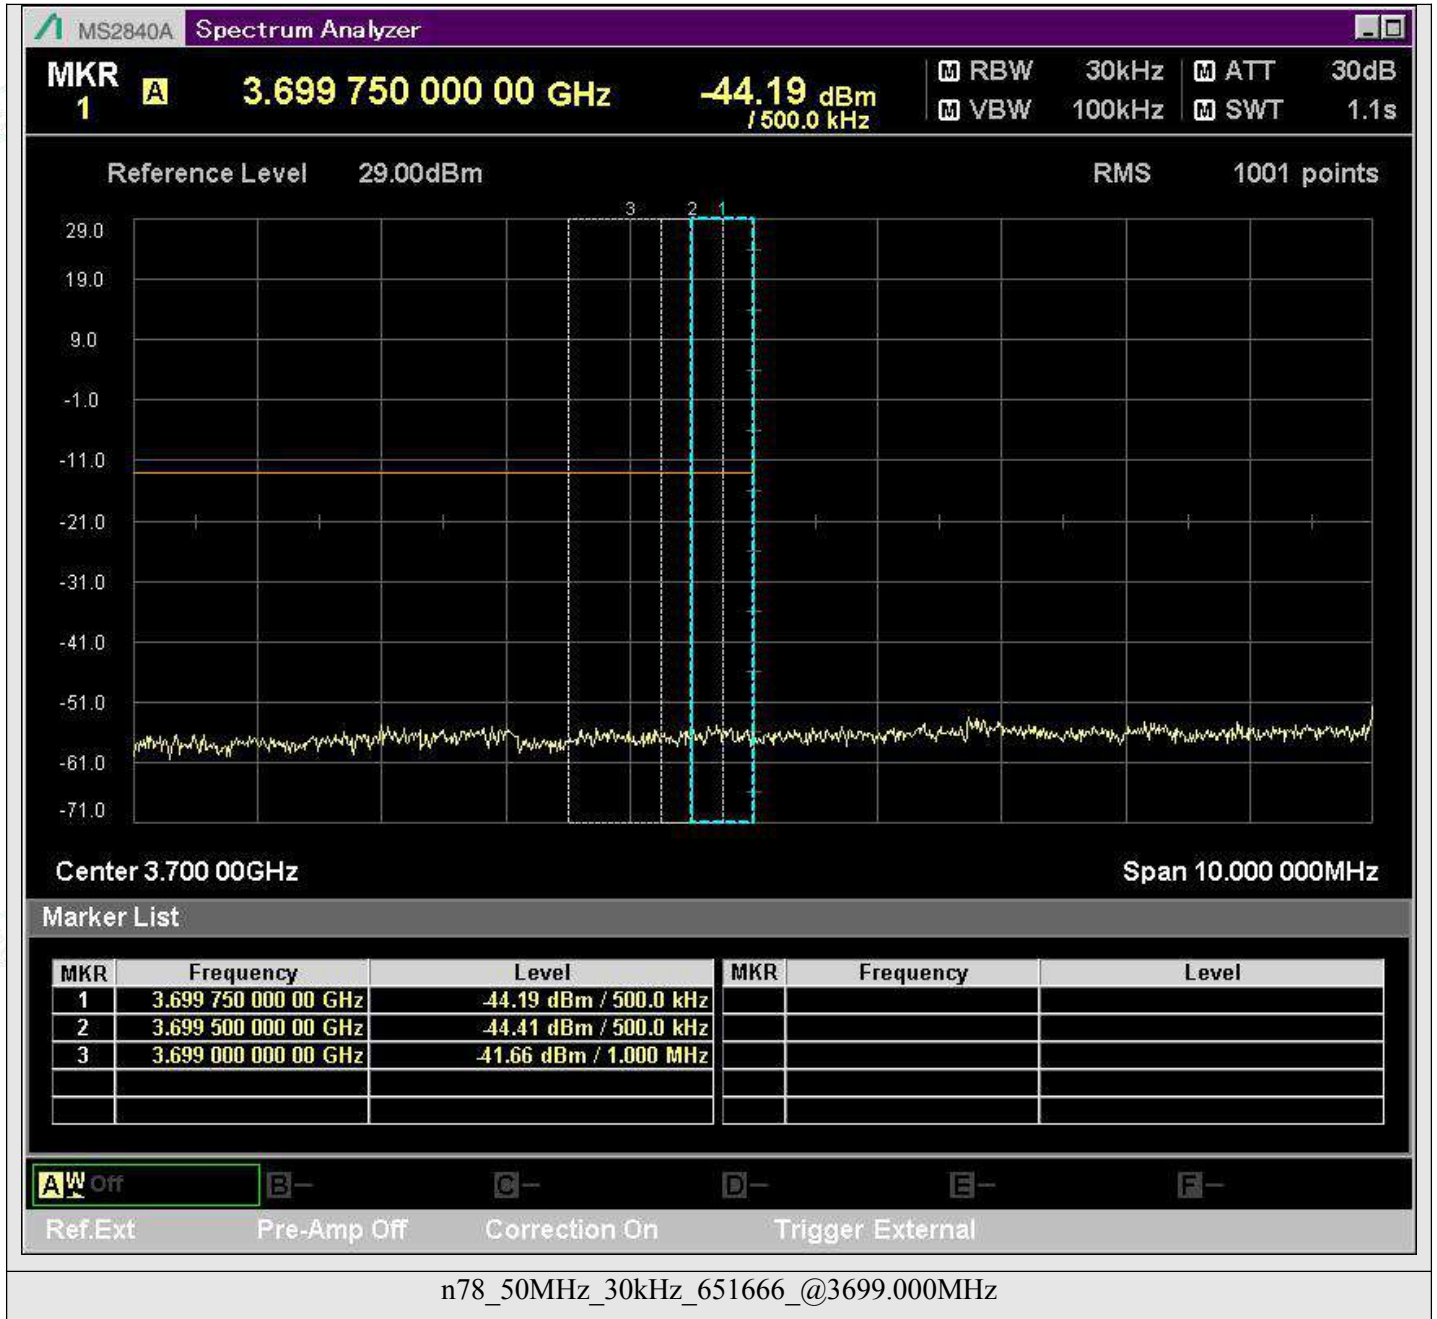 MS2840A Spectrum Analyzer
MKR 1 A 3.699 750 000 00 GHz -44.19 dBm / 500.0 kHz
M RBW 30kHz M ATT 30dB
M VBW 100kHz M SWT 1.1s
Reference Level 29.00dBm RMS 1001 points
3 2 1
29.0
19.0
9.0
-1.0
-11.0
-21.0
-31.0
-41.0
-51.0
-61.0
-71.0
Center 3.700 00GHz Span 10.000 000MHz
Marker List
MKR Frequency Level MKR Frequency Level
1 3.699 750 000 00 GHz -44.19 dBm / 500.0 kHz
2 3.699 500 000 00 GHz -44.41 dBm / 500.0 kHz
3 3.699 000 000 00 GHz -41.66 dBm / 1.000 MHz
A W Off B - C - D - E - F -
Ref.Ext Pre-Amp Off Correction On Trigger External
n78_50MHz_30kHz_651666_@3699.000MHz